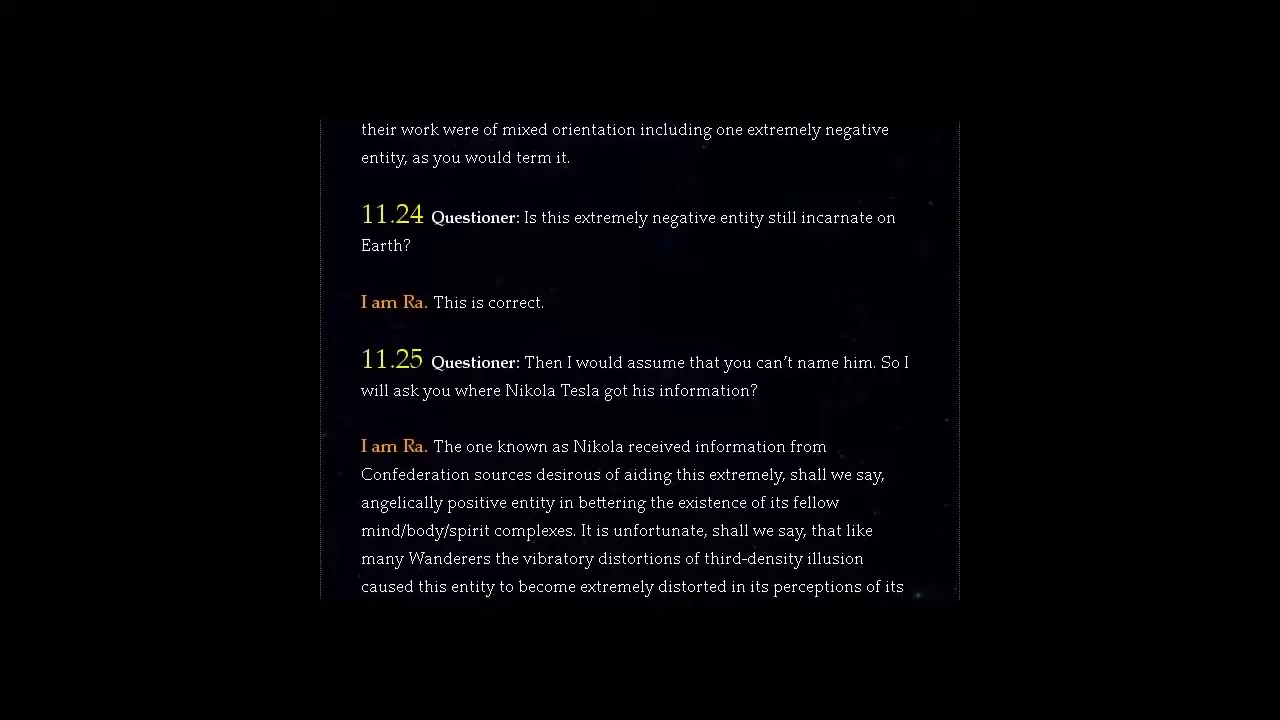 their work were of mixed orientation including one extremely negative
entity, as you would term it.
11.24 Questioner: Is this extremely negative entity still incarnate on
Earth?
I am Ra. This is correct.
11.25 Questioner: Then I would assume that you can't name him. So I
will ask you where Nikola Tesla got his information?
I am Ra. The one known as Nikola received information from
Confederation sources desirous of aiding this extremely, shall we say,
angelically positive entity in bettering the existence of its fellow
mind/body/spirit complexes. It is unfortunate, shall we say, that like
many Wanderers the vibratory distortions of third-density illusion
caused this entity to become extremely distorted in its perceptions of its